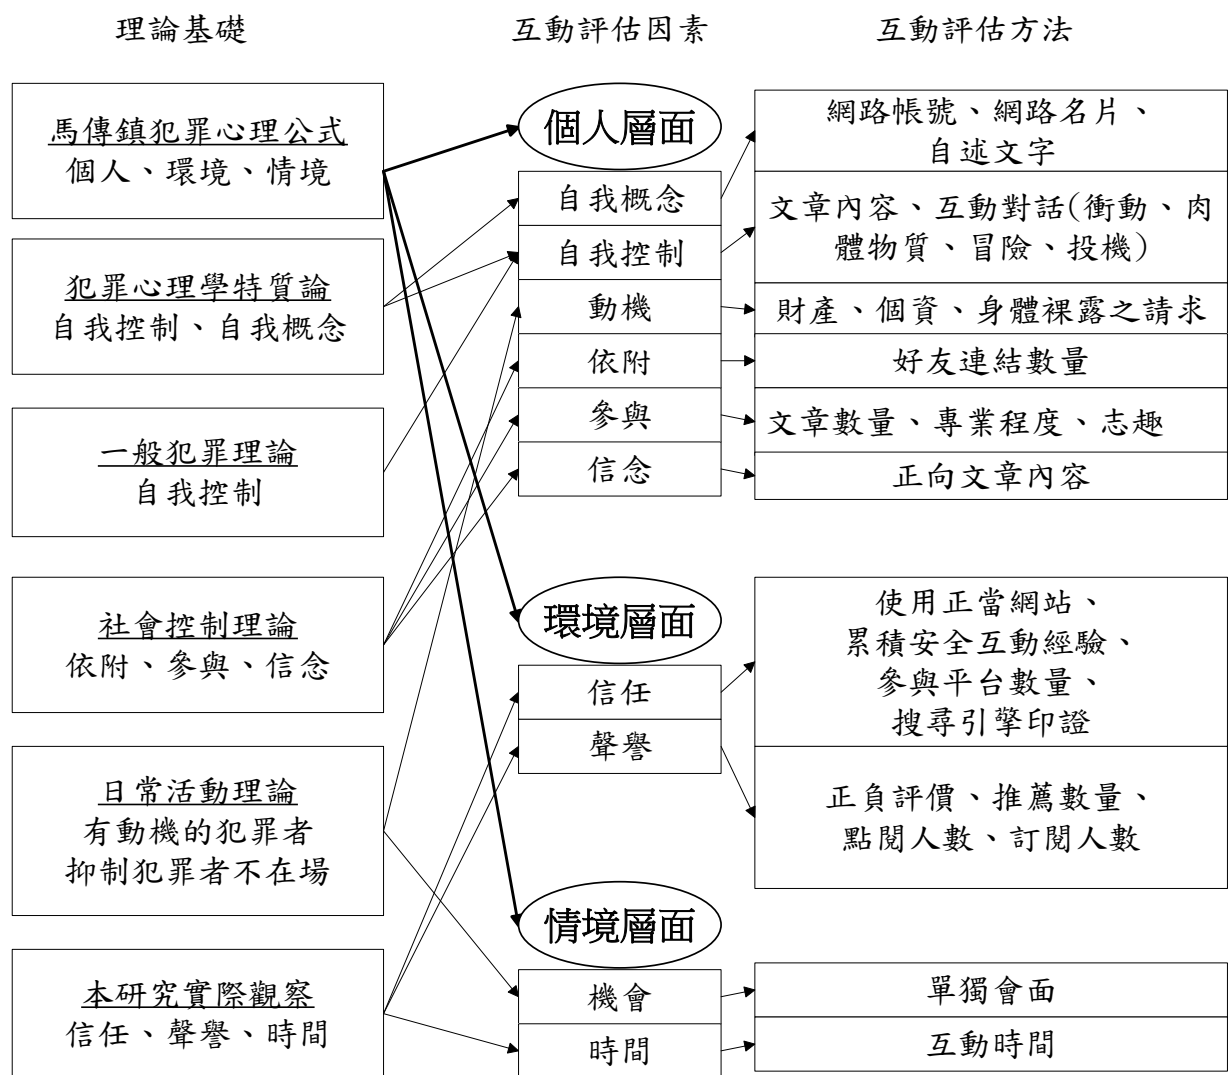 理論基礎
互動評估因素
互動評估方法
馬傳鎮犯罪心理公式
個人、環境、情境
犯罪心理學特質論
自我控制、自我概念
一般犯罪理論
自我控制
社會控制理論
依附、參與、信念
日常活動理論
有動機的犯罪者
抑制犯罪者不在場
本研究實際觀察
信任、聲譽、時間
個人層面
自我概念
自我控制
動機
依附
參與
信念
環境層面
信任
聲譽
情境層面
機會
時間
網路帳號、網路名片、
自述文字
文章內容、互動對話(衝動、肉
體物質、冒險、投機)
財產、個資、身體裸露之請求
好友連結數量
文章數量、專業程度、志趣
正向文章內容
使用正當網站、
累積安全互動經驗、
參與平台數量、
搜尋引擎印證
正負評價、推薦數量、
點閱人數、訂閱人數
單獨會面
互動時間